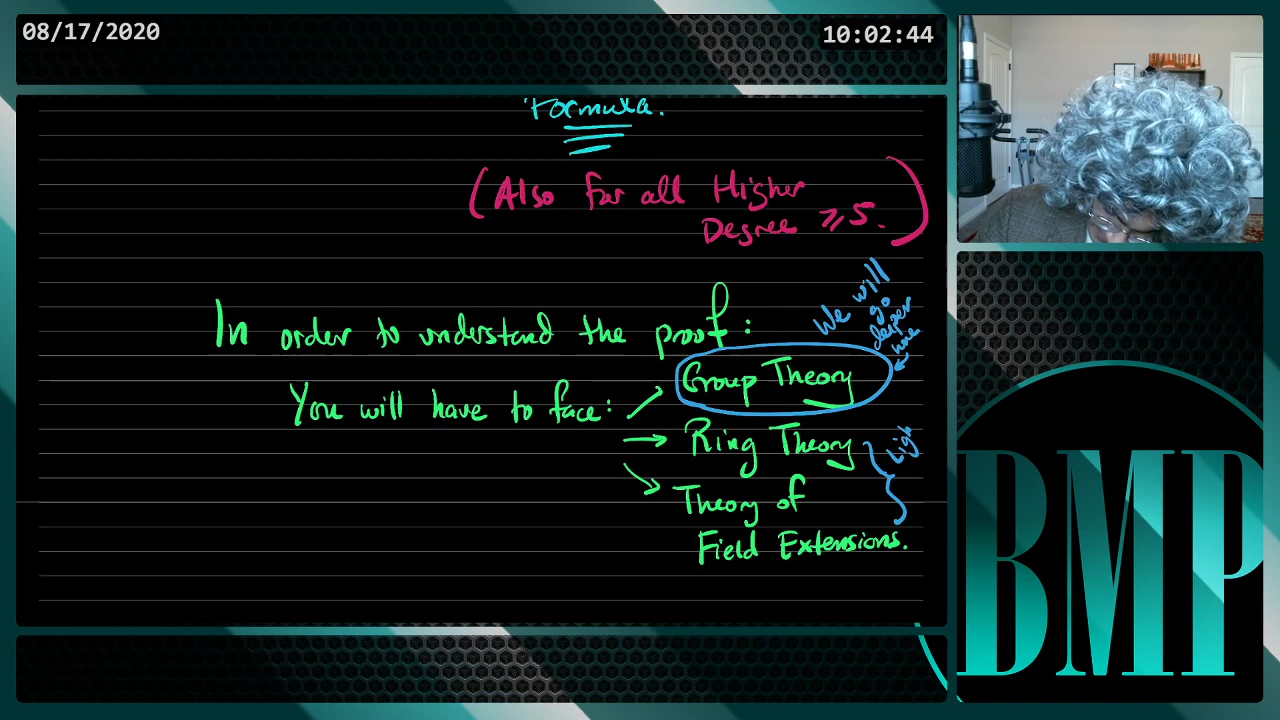 08/17/2020
10:02:44
Formula.
(Also for all Higher
Degree ≥5.)
In order to understand the proof:
We will
go
deeper
here
You will have to face:
Group Theory
Ring Theory
Theory of
Field Extensions.
BMP